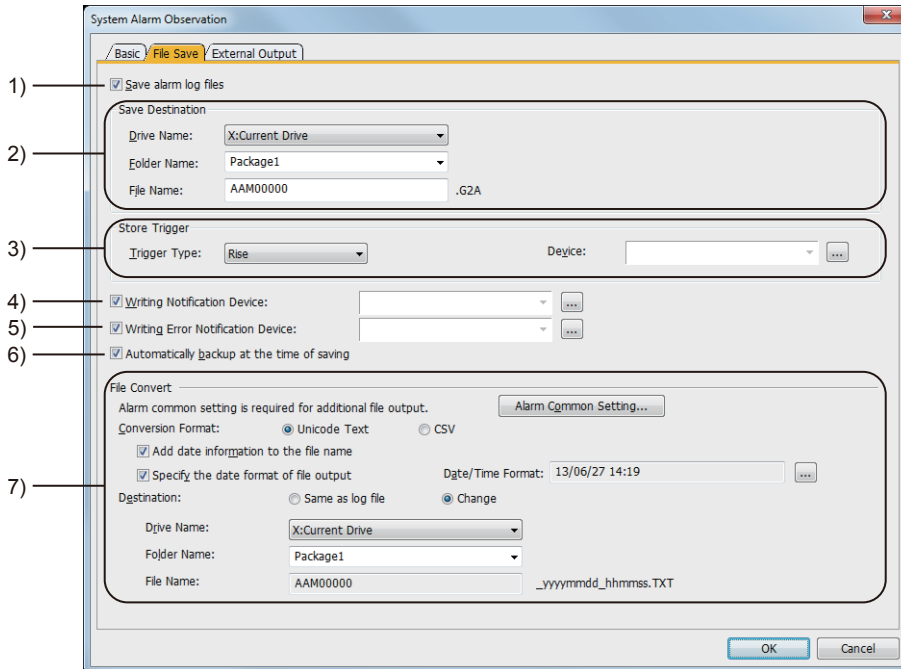 System Alarm Observation
Basic File Save External Output
1) Save alarm log files
Save Destination
2) Drive Name: X:Current Drive
Folder Name: Package1
File Name: AAM00000 .G2A
Store Trigger
3) Trigger Type: Rise Device: ...
4) Writing Notification Device: ...
5) Writing Error Notification Device: ...
6) Automatically backup at the time of saving
File Convert
Alarm common setting is required for additional file output. Alarm Common Setting...
Conversion Format: Unicode Text CSV
Add date information to the file name
7) Specify the date format of file output Date/Time Format: 13/06/27 14:19 ...
Destination: Same as log file Change
Drive Name: X:Current Drive
Folder Name: Package1
File Name: AAM00000 _yyyymmdd_hhmmss.TXT
OK Cancel